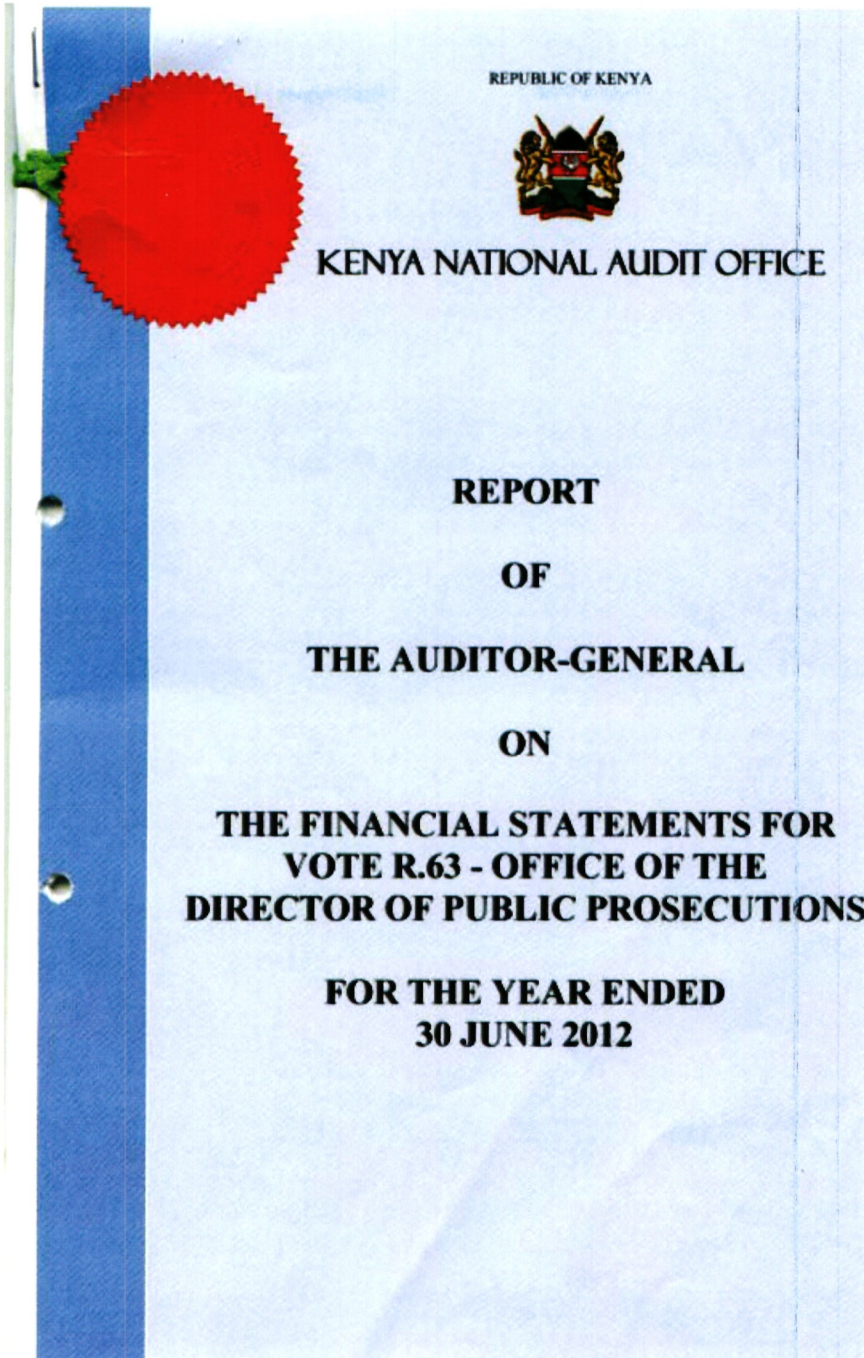 REPUBLIC OF KENYA
KENYA NATIONAL AUDIT OFFICE
REPORT
OF
THE AUDITOR-GENERAL
ON
THE FINANCIAL STATEMENTS FOR
VOTE R.63 - OFFICE OF THE
DIRECTOR OF PUBLIC PROSECUTIONS
FOR THE YEAR ENDED
30 JUNE 2012